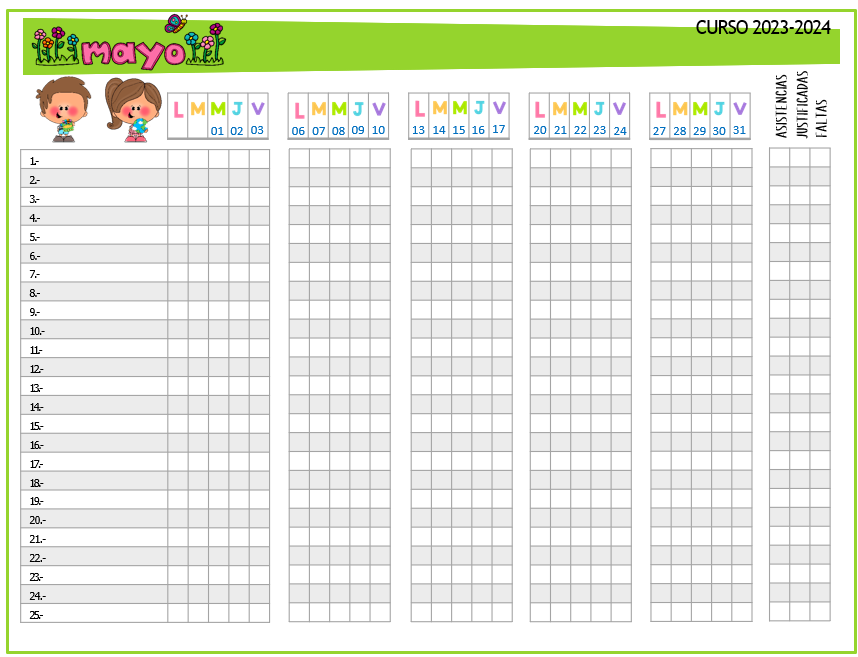 CURSO 2023-2024
mayo
L M M J V
01 02 03
L M M J V
06 07 08 09 10
L M M J V
13 14 15 16 17
L M M J V
20 21 22 23 24
L M M J V
27 28 29 30 31
ASISTENCIAS
JUSTIFICADAS
FALTAS
1.-
2.-
3.-
4.-
5.-
6.-
7.-
8.-
9.-
10.-
11.-
12.-
13.-
14.-
15.-
16.-
17.-
18.-
19.-
20.-
21.-
22.-
23.-
24.-
25.-